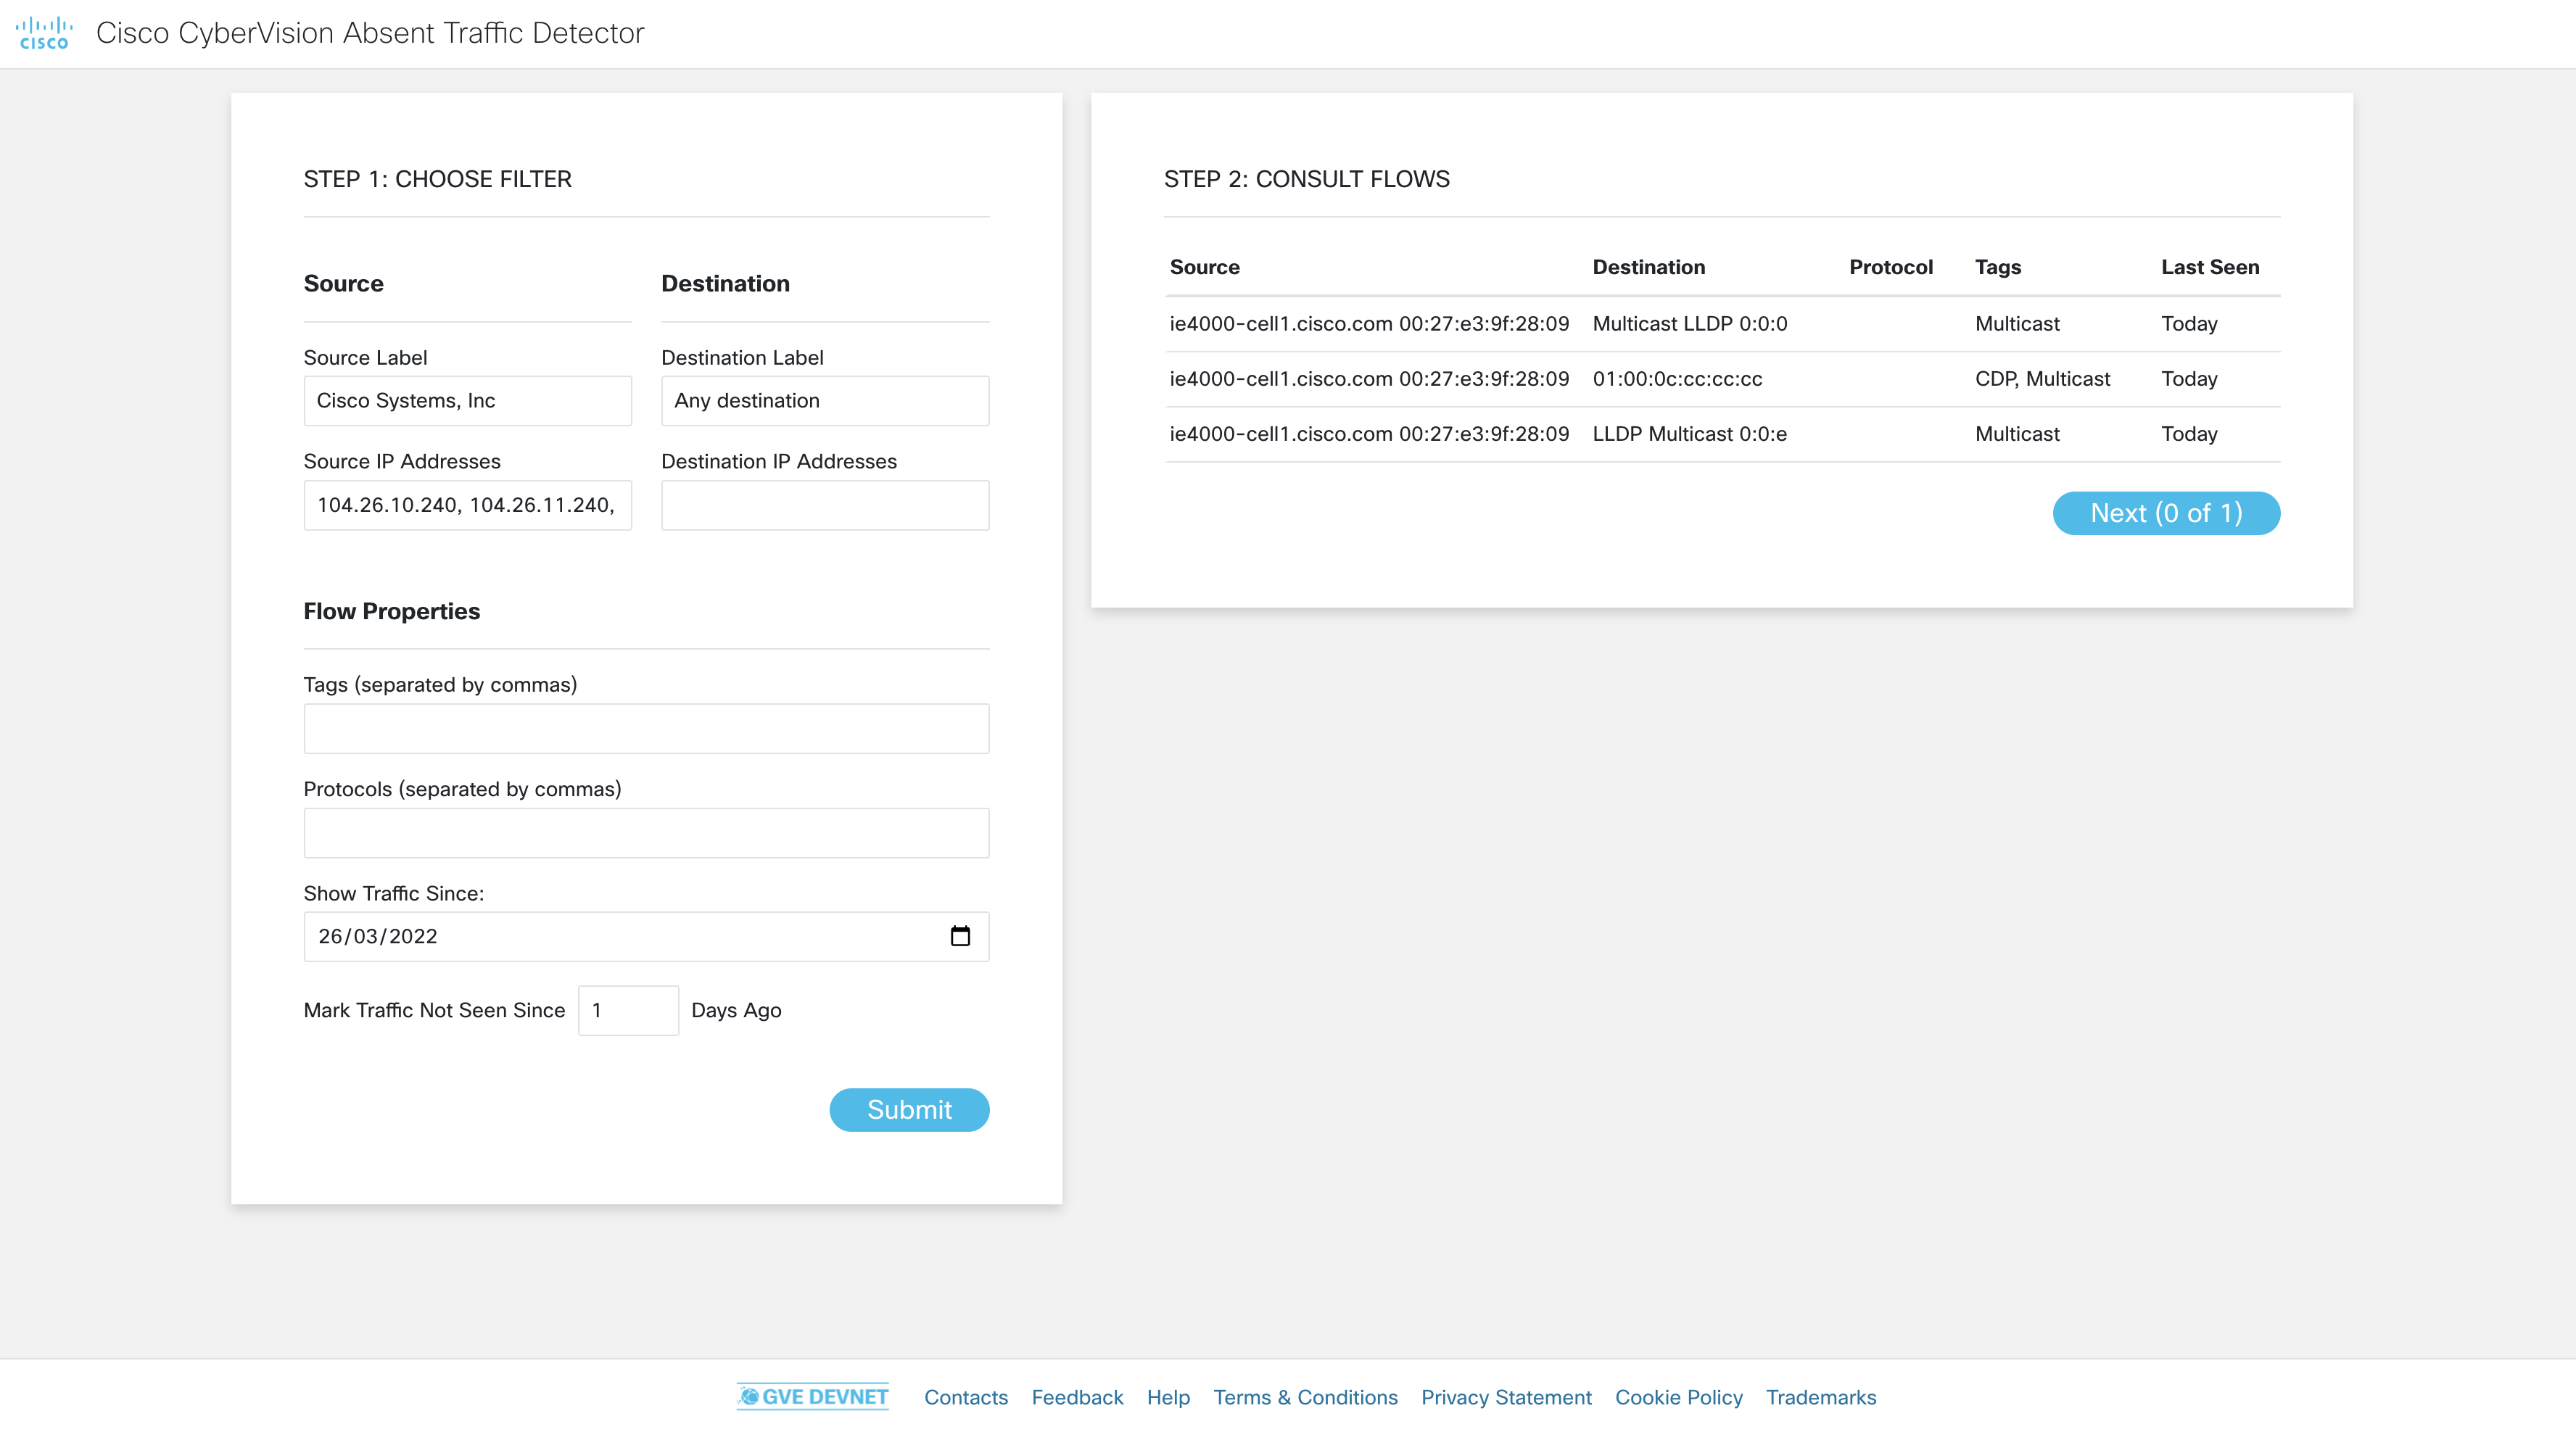 CISCO
Cisco CyberVision Absent Traffic Detector
STEP 1: CHOOSE FILTER
Source
Destination
Source Label
Destination Label
Cisco Systems, Inc
Any destination
Source IP Addresses
Destination IP Addresses
104.26.10.240, 104.26.11.240,
Flow Properties
Tags (separated by commas)
Protocols (separated by commas)
Show Traffic Since:
26/03/2022
Mark Traffic Not Seen Since 1 Days Ago
Submit
STEP 2: CONSULT FLOWS
Source Destination Protocol Tags Last Seen
ie4000-cell1.cisco.com 00:27:e3:9f:28:09 Multicast LLDP 0:0:0 Multicast Today
ie4000-cell1.cisco.com 00:27:e3:9f:28:09 01:00:0c:cc:cc:cc CDP, Multicast Today
ie4000-cell1.cisco.com 00:27:e3:9f:28:09 LLDP Multicast 0:0:e Multicast Today
Next (0 of 1)
GVE DEVNET Contacts Feedback Help Terms & Conditions Privacy Statement Cookie Policy Trademarks